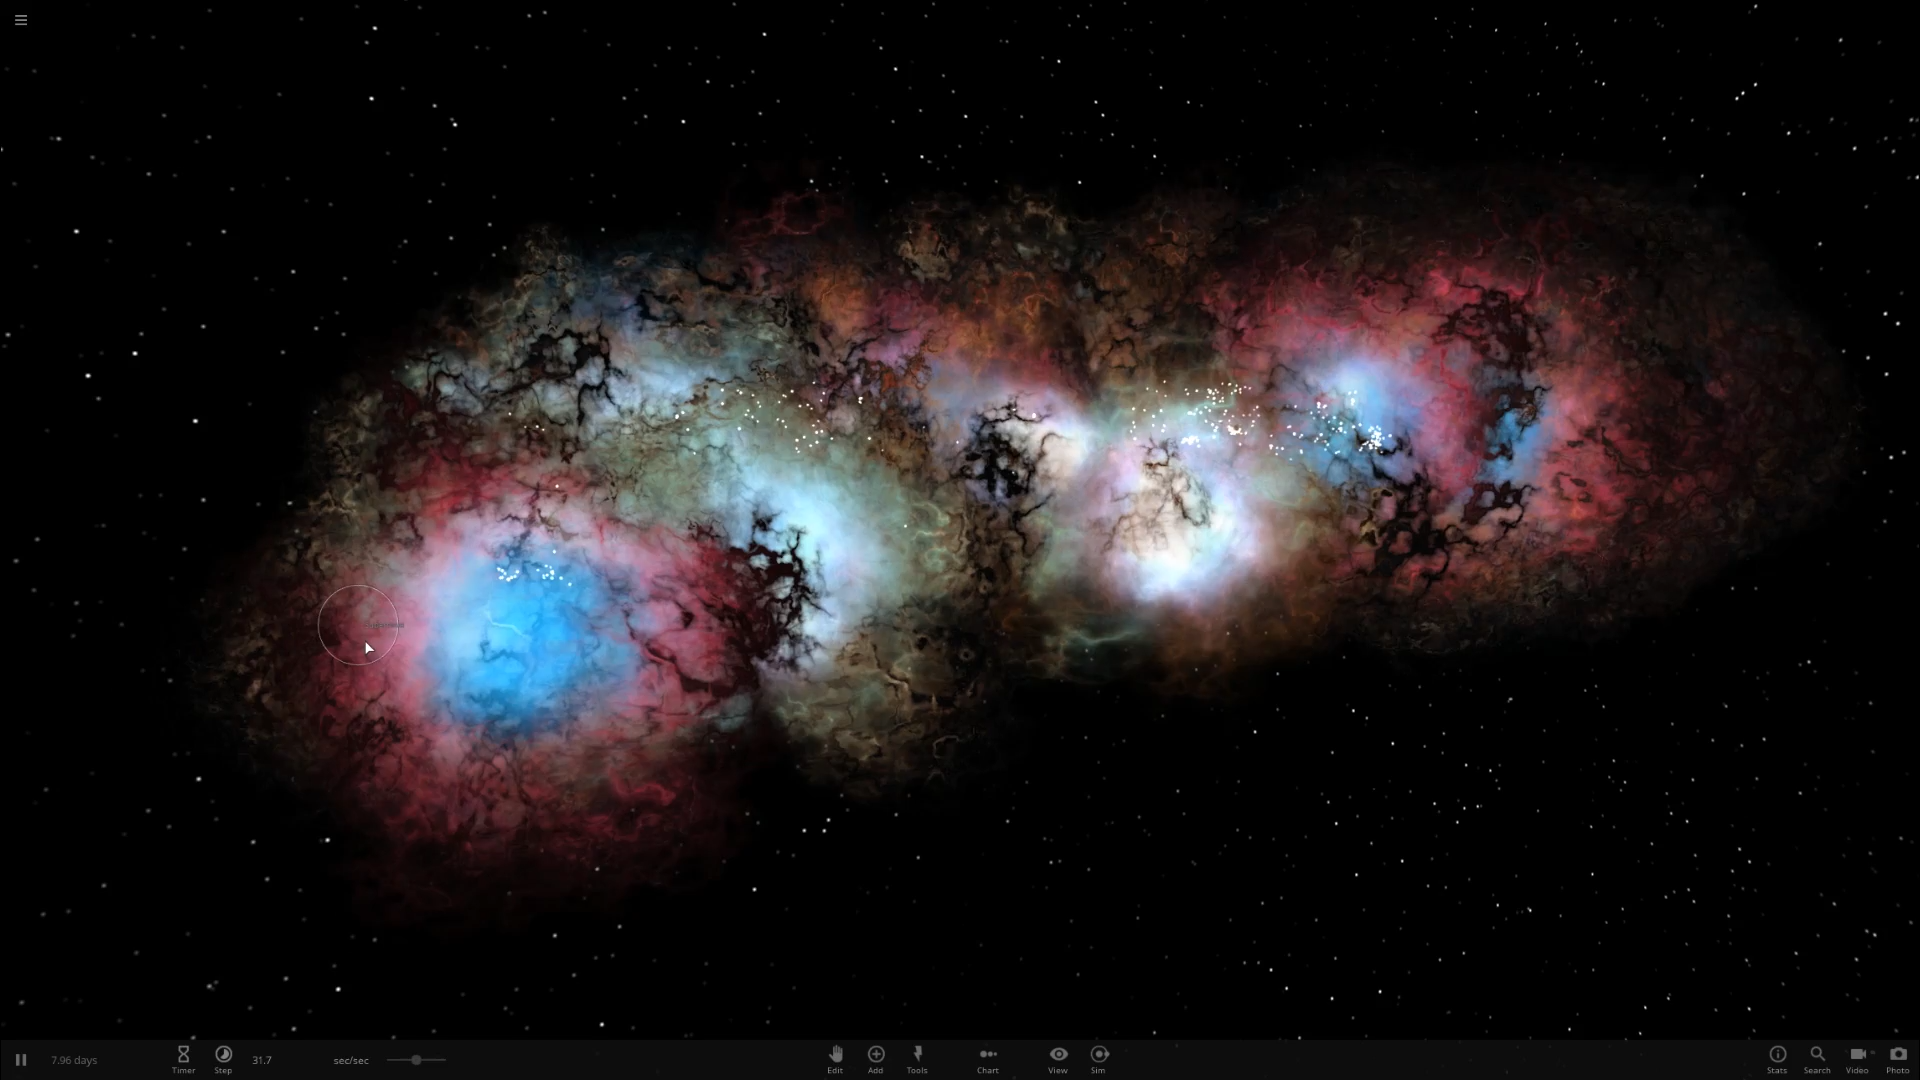 7.96 days
Timer
Step
31.7
sec/sec
Edit
Add
Tools
Chart
View
Sim
Stats
Search
Video
Photo